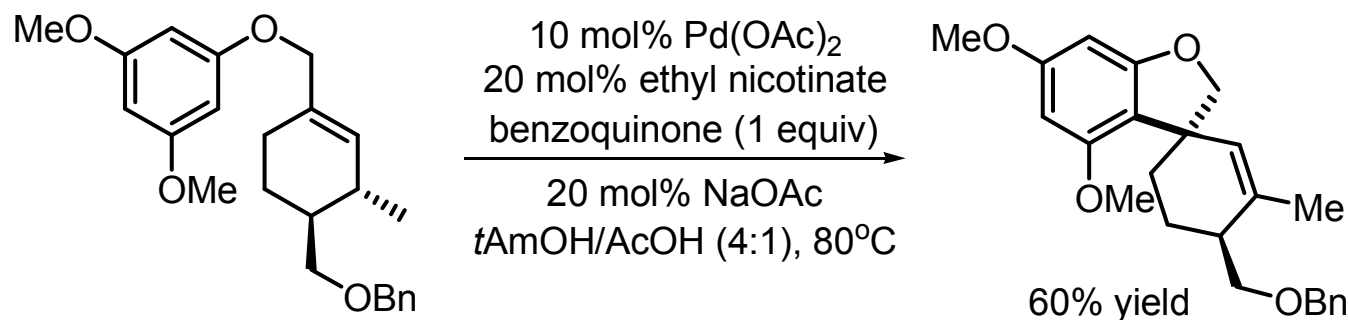 MeO
O
OMe
OBn
10 mol% Pd(OAc)2
20 mol% ethyl nicotinate
benzoquinone (1 equiv)
20 mol% NaOAc
tAmOH/AcOH (4:1), 80oC
MeO
O
OMe
Me
OBn
60% yield